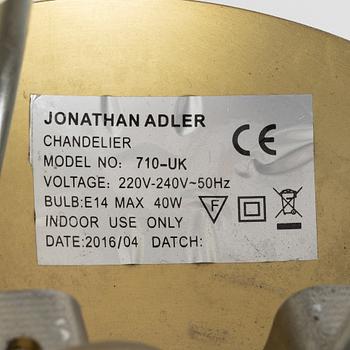 JONATHAN ADLER
CHANDELIER
MODEL NO: 710-UK
VOLTAGE: 220V-240V~50Hz
BULB:E14 MAX 40W
INDOOR USE ONLY
DATE:2016/04 DATCH:
CE
F